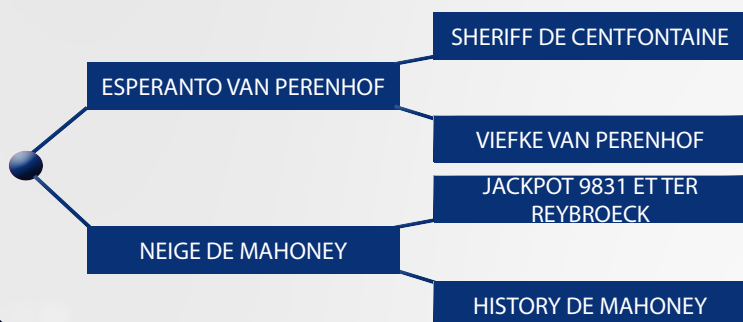 SHERIFF DE CENTFONTAINE
ESPERANTO VAN PERENHOF
VIEFKE VAN PERENHOF
JACKPOT 9831 ET TER
REYBROECK
NEIGE DE MAHONEY
HISTORY DE MAHONEY